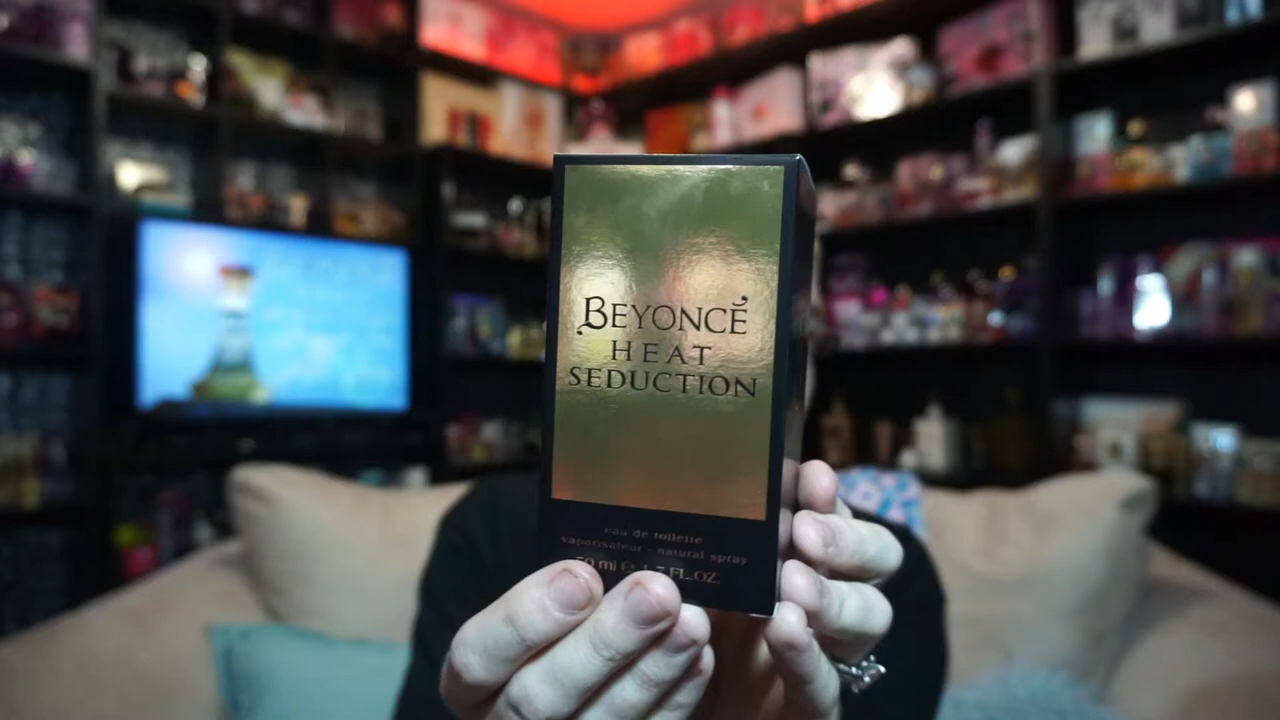 BEYONCÉ
HEAT
SEDUCTION
eau de toilette
vaporisateur - natural spray
50 ml e 1.7 FL.OZ.